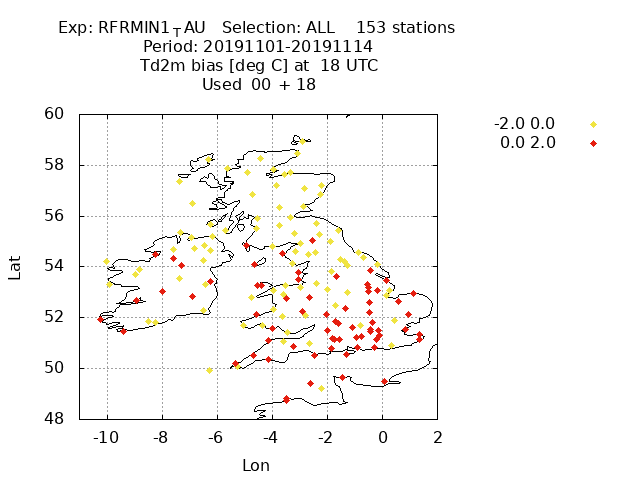 Exp: RFRMIN1_TAU Selection: ALL 153 stations
Period: 20191101-20191114
Td2m bias [deg C] at 18 UTC
Used 00 + 18
-2.0 0.0
0.0 2.0
60
58
56
54
52
50
48
Lat
-10 -8 -6 -4 -2 0 2
Lon